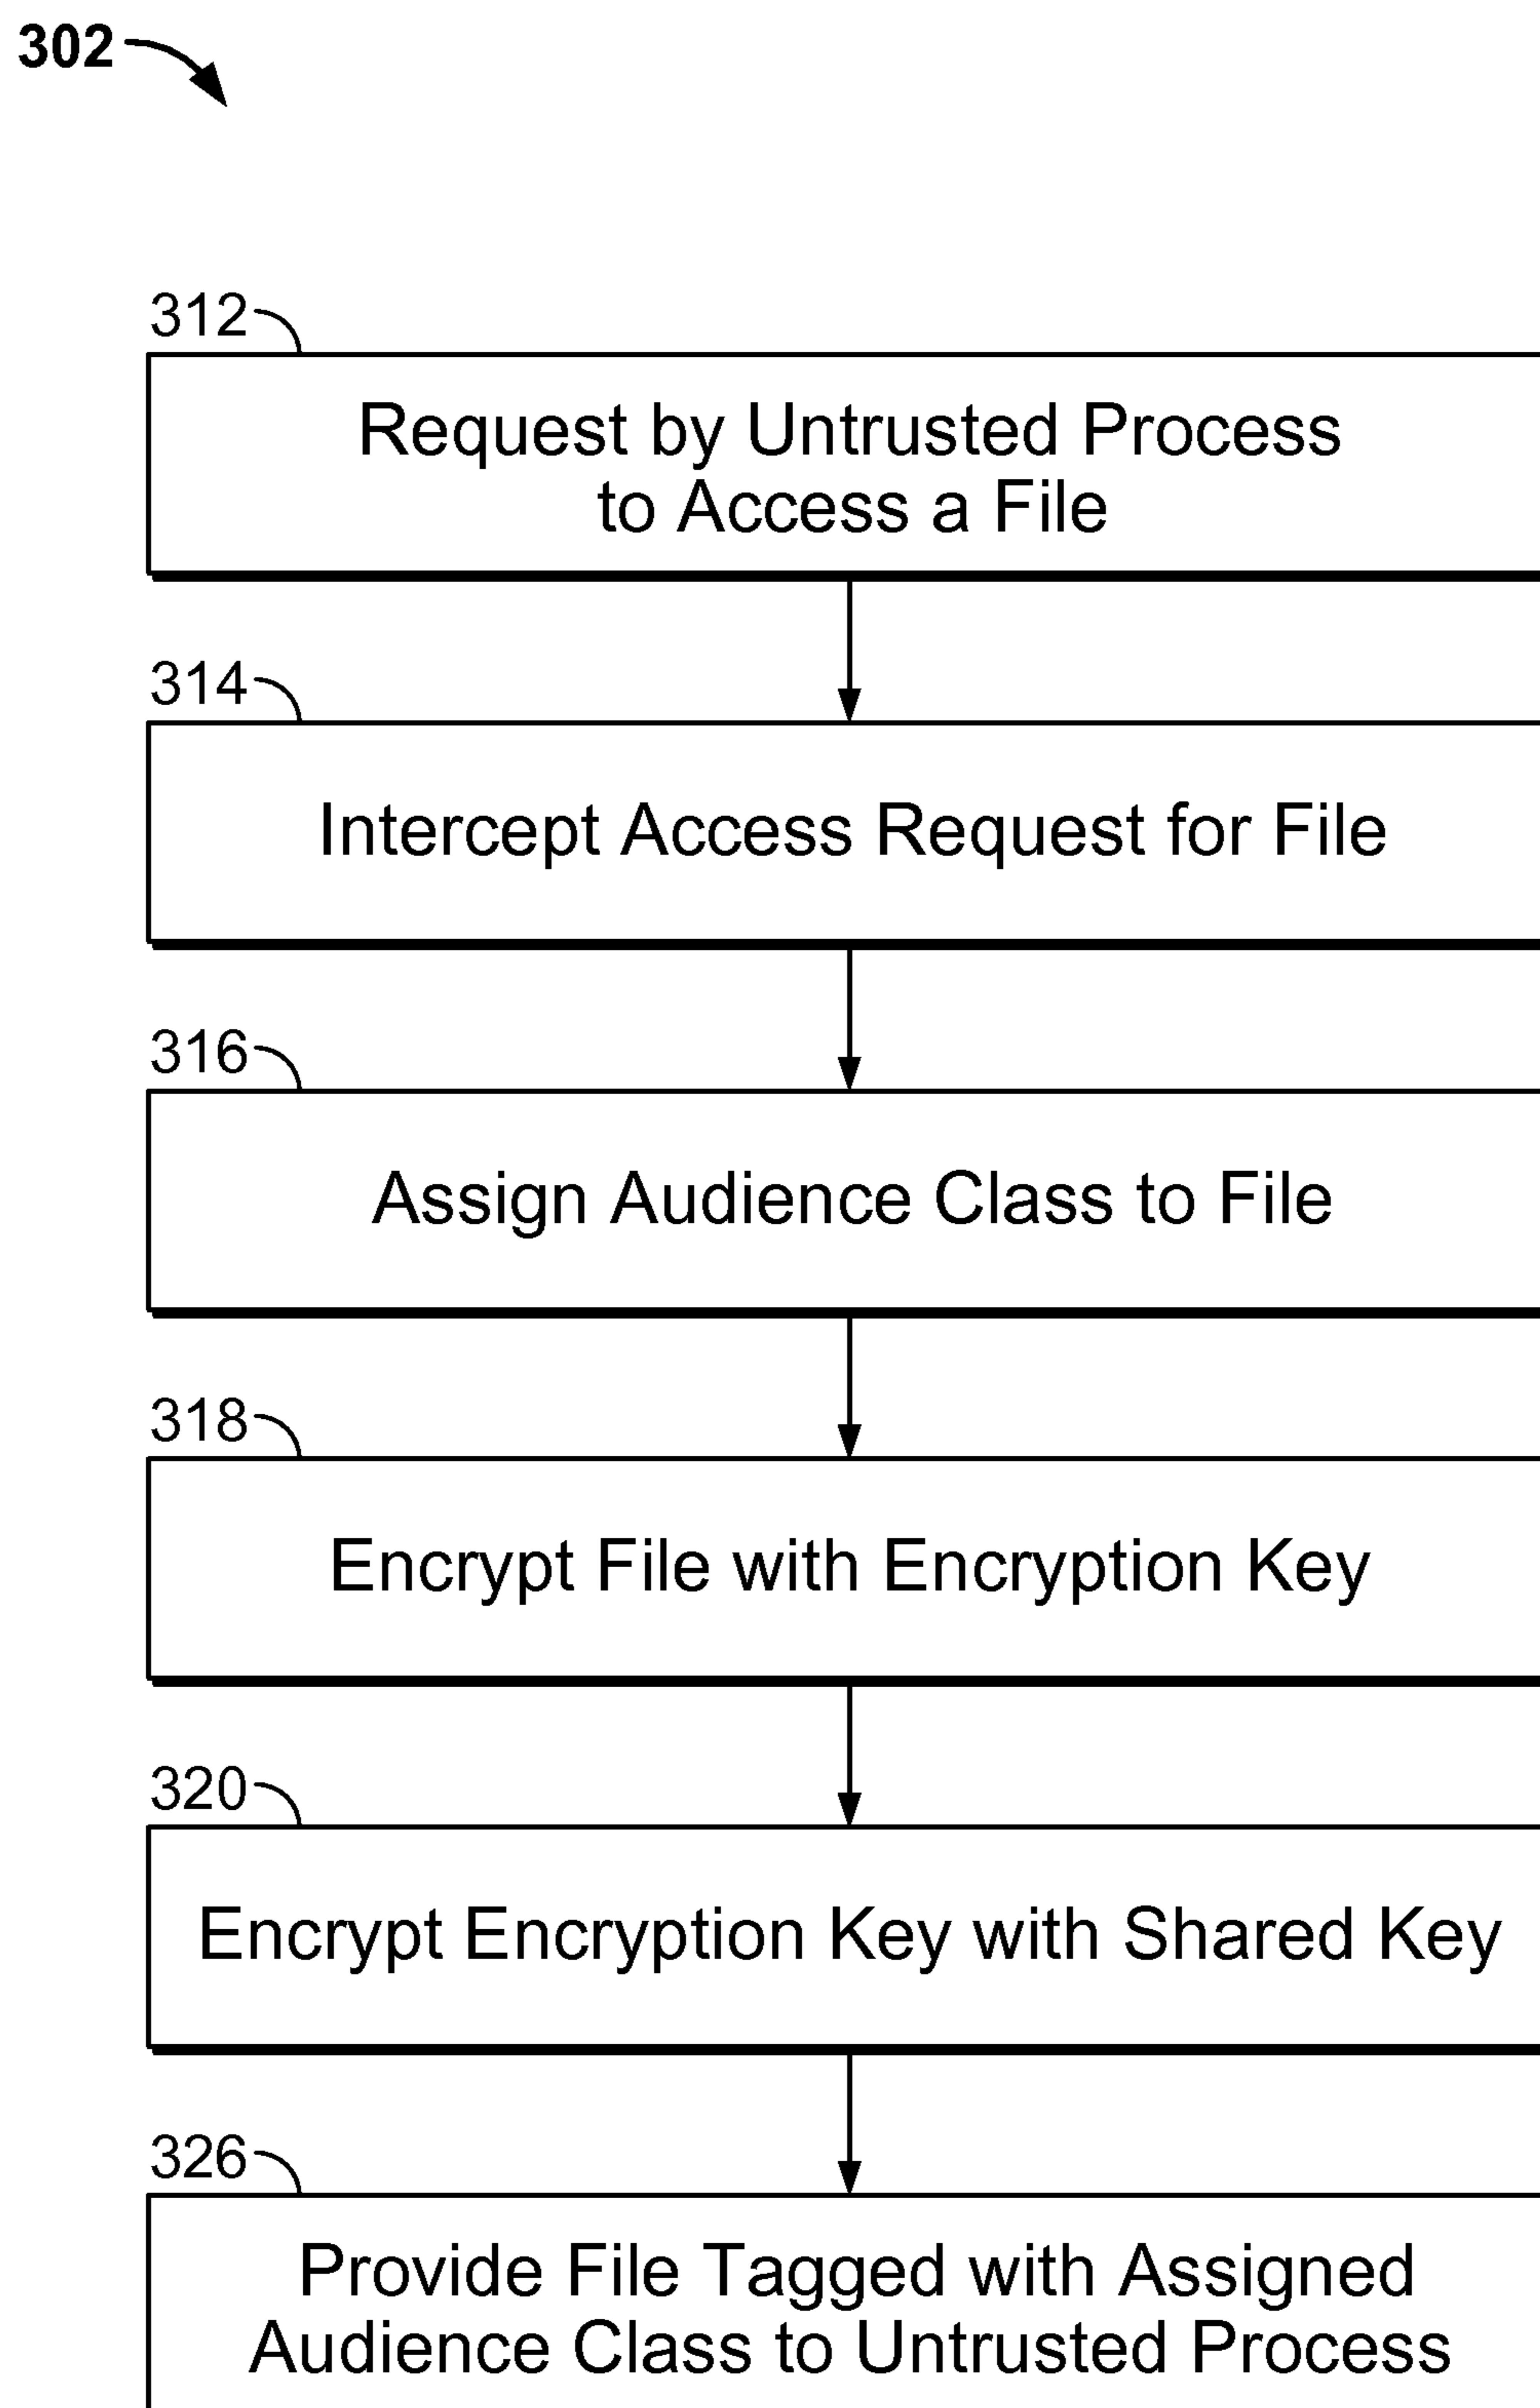 302
312
Request by Untrusted Process
to Access a File
314
Intercept Access Request for File
316
Assign Audience Class to File
318
Encrypt File with Encryption Key
320
Encrypt Encryption Key with Shared Key
326
Provide File Tagged with Assigned
Audience Class to Untrusted Process